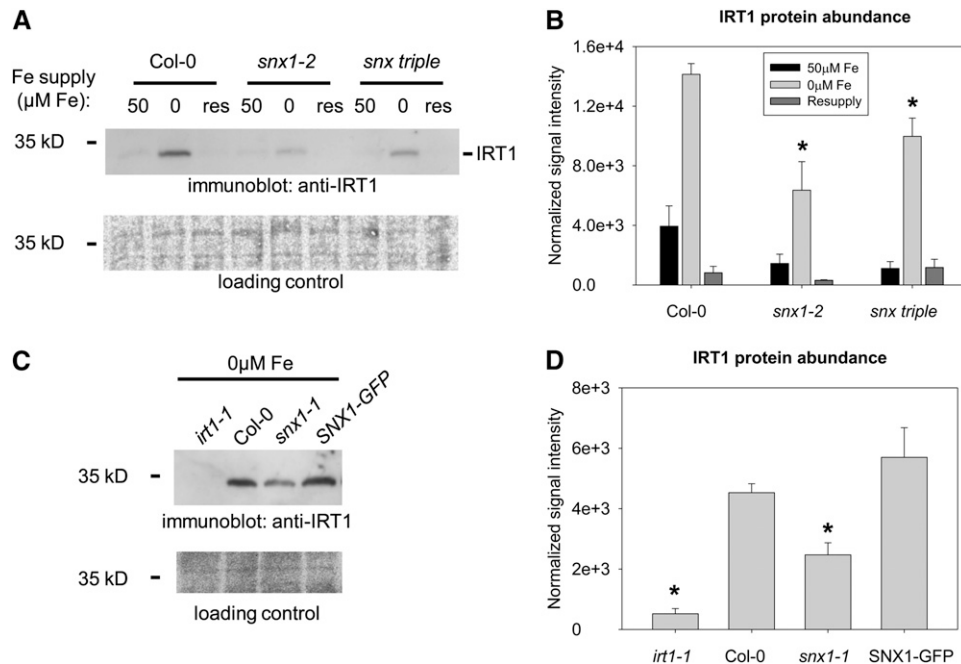 A
Col-0 snx1-2 snx triple
Fe supply
(µM Fe): 50 0 res 50 0 res 50 0 res
35 kD
IRT1
immunoblot: anti-IRT1
35 kD
loading control
B
IRT1 protein abundance
Normalized signal intensity
1.6e+4
1.2e+4
8.0e+3
4.0e+3
0.0
50µM Fe
0µM Fe
Resupply
* *
Col-0 snx1-2 snx triple
C
0µM Fe
irt1-1 Col-0 snx1-1 SNX1-GFP
35 kD
immunoblot: anti-IRT1
35 kD
loading control
D
IRT1 protein abundance
Normalized signal intensity
8e+3
6e+3
4e+3
2e+3
0
* *
irt1-1 Col-0 snx1-1 SNX1-GFP